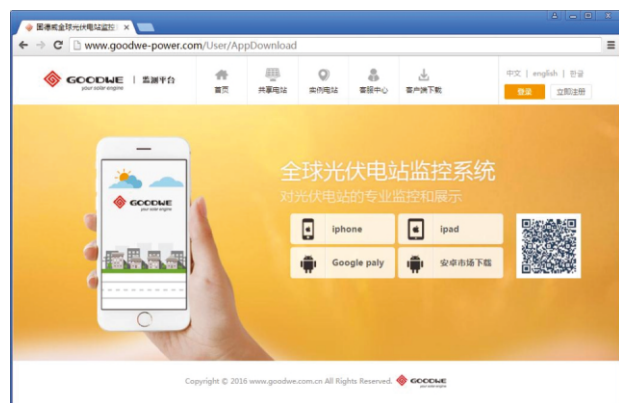 国德威全球光伏电站监控
www.goodwe-power.com/User/AppDownload
GOODWE | 监测平台
your solar engine
首页
共享电站
实例电站
客服中心
客户端下载
中文 | english | 한글
登录
立即注册
GOODWE
your solar engine
全球光伏电站监控系统
对光伏电站的专业监控和展示
iphone
ipad
Google paly
安卓市场下载
Copyright © 2016 www.goodwe.com.cn All Rights Reserved.
GOODWE